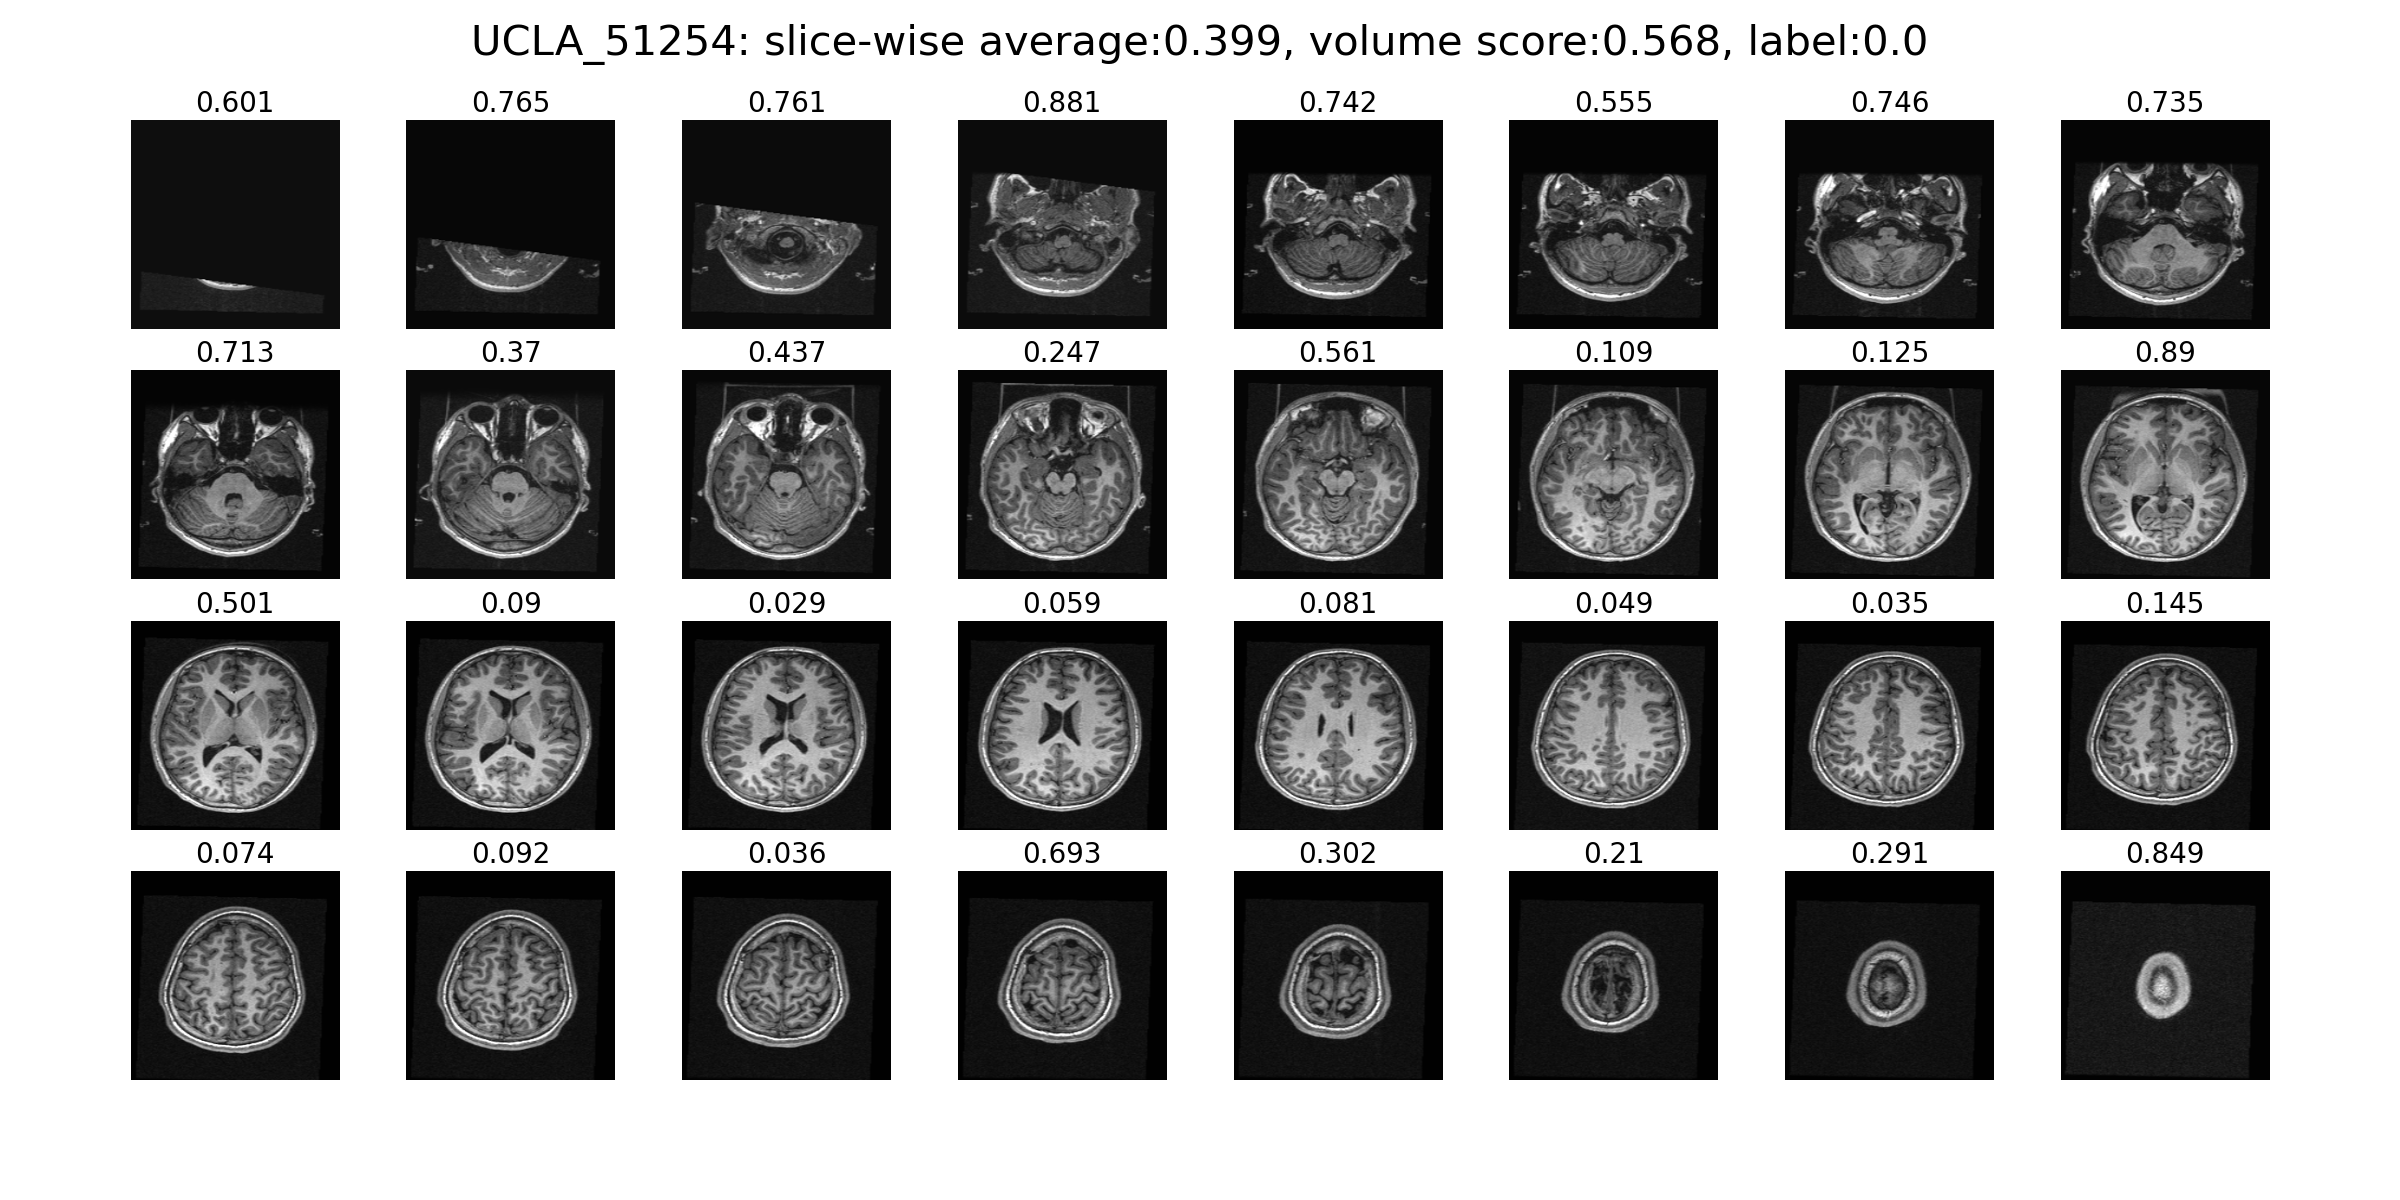 UCLA_51254: slice-wise average:0.399, volume score:0.568, label:0.0
0.601 0.765 0.761 0.881 0.742 0.555 0.746 0.735
0.713 0.37 0.437 0.247 0.561 0.109 0.125 0.89
0.501 0.09 0.029 0.059 0.081 0.049 0.035 0.145
0.074 0.092 0.036 0.693 0.302 0.21 0.291 0.849